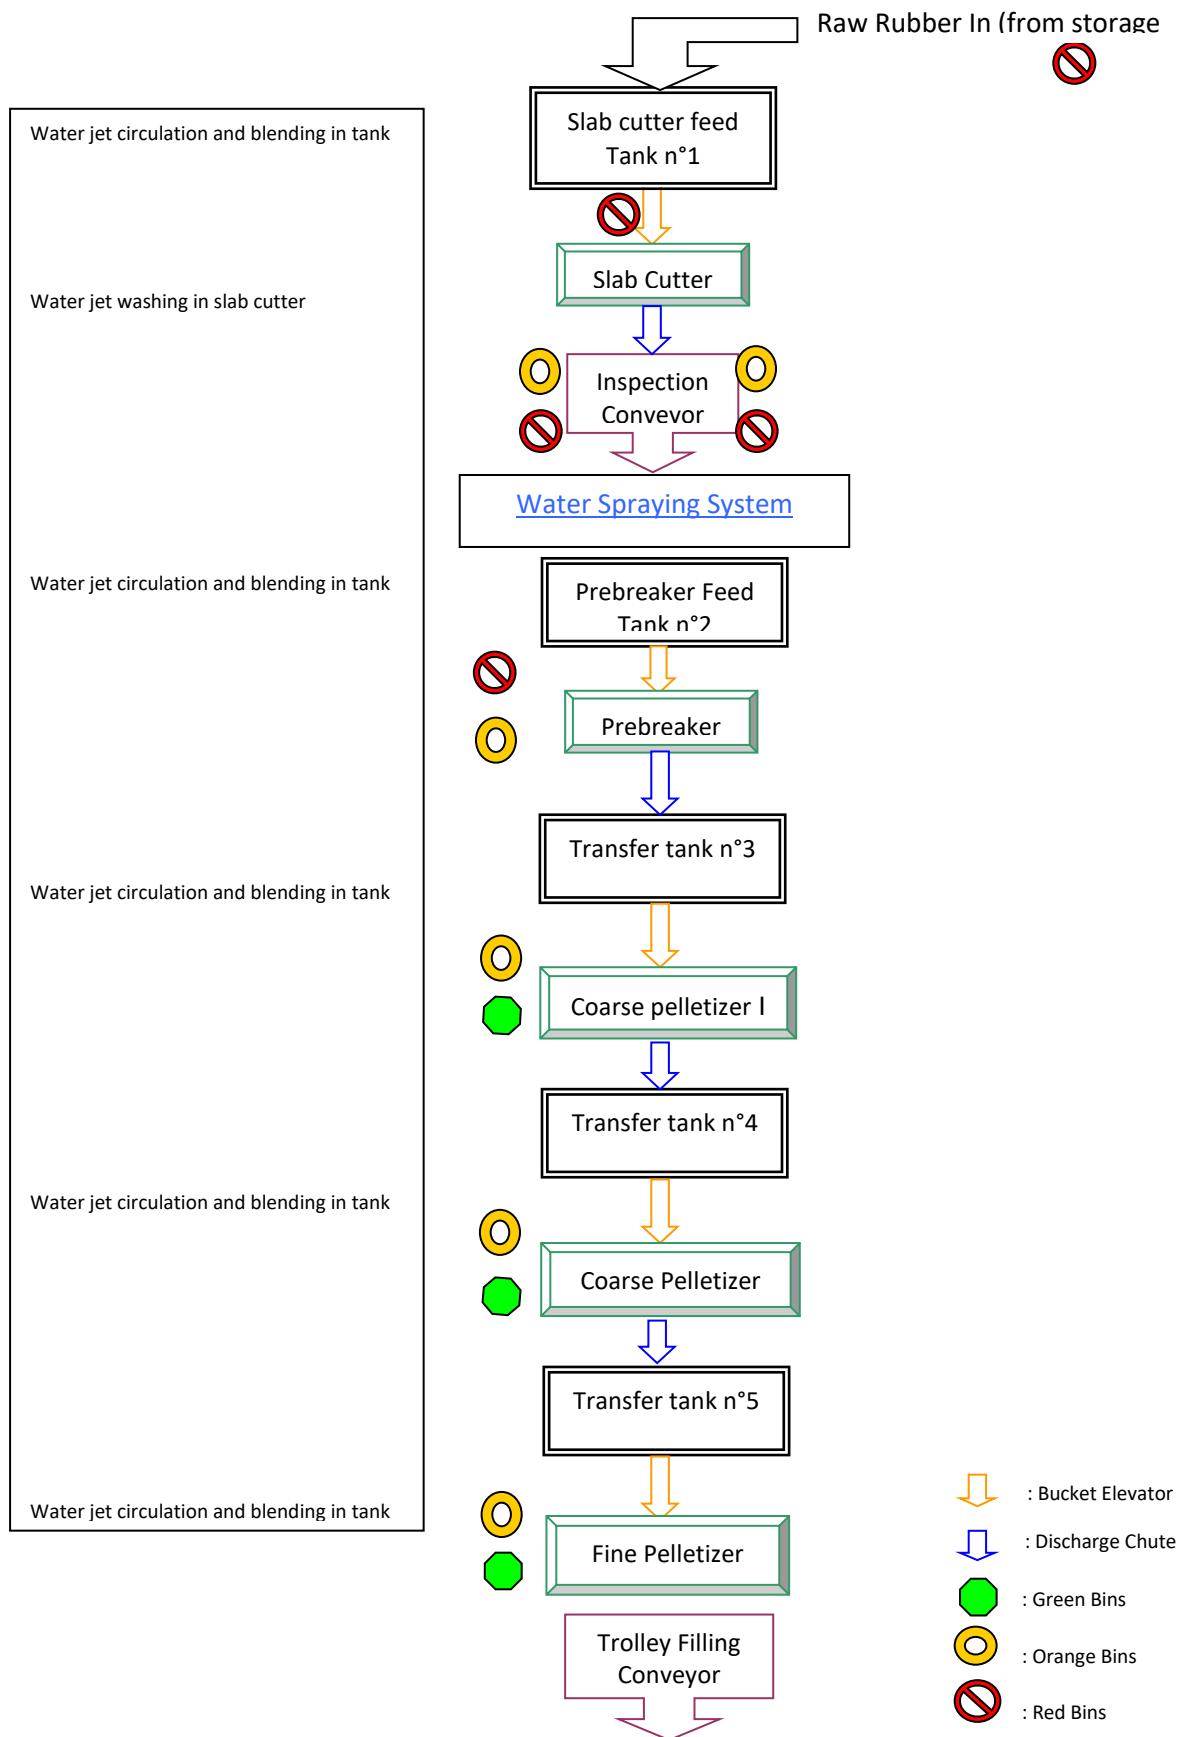 Raw Rubber In (from storage
Water jet circulation and blending in tank
Slab cutter feed
Tank n°1
Slab Cutter
Water jet washing in slab cutter
Inspection
Conveyor
Water Spraying System
Water jet circulation and blending in tank
Prebreaker Feed
Tank n°2
Prebreaker
Transfer tank n°3
Water jet circulation and blending in tank
Coarse pelletizer I
Transfer tank n°4
Water jet circulation and blending in tank
Coarse Pelletizer
Transfer tank n°5
Water jet circulation and blending in tank
Fine Pelletizer
Trolley Filling
Conveyor
: Bucket Elevator
: Discharge Chute
: Green Bins
: Orange Bins
: Red Bins